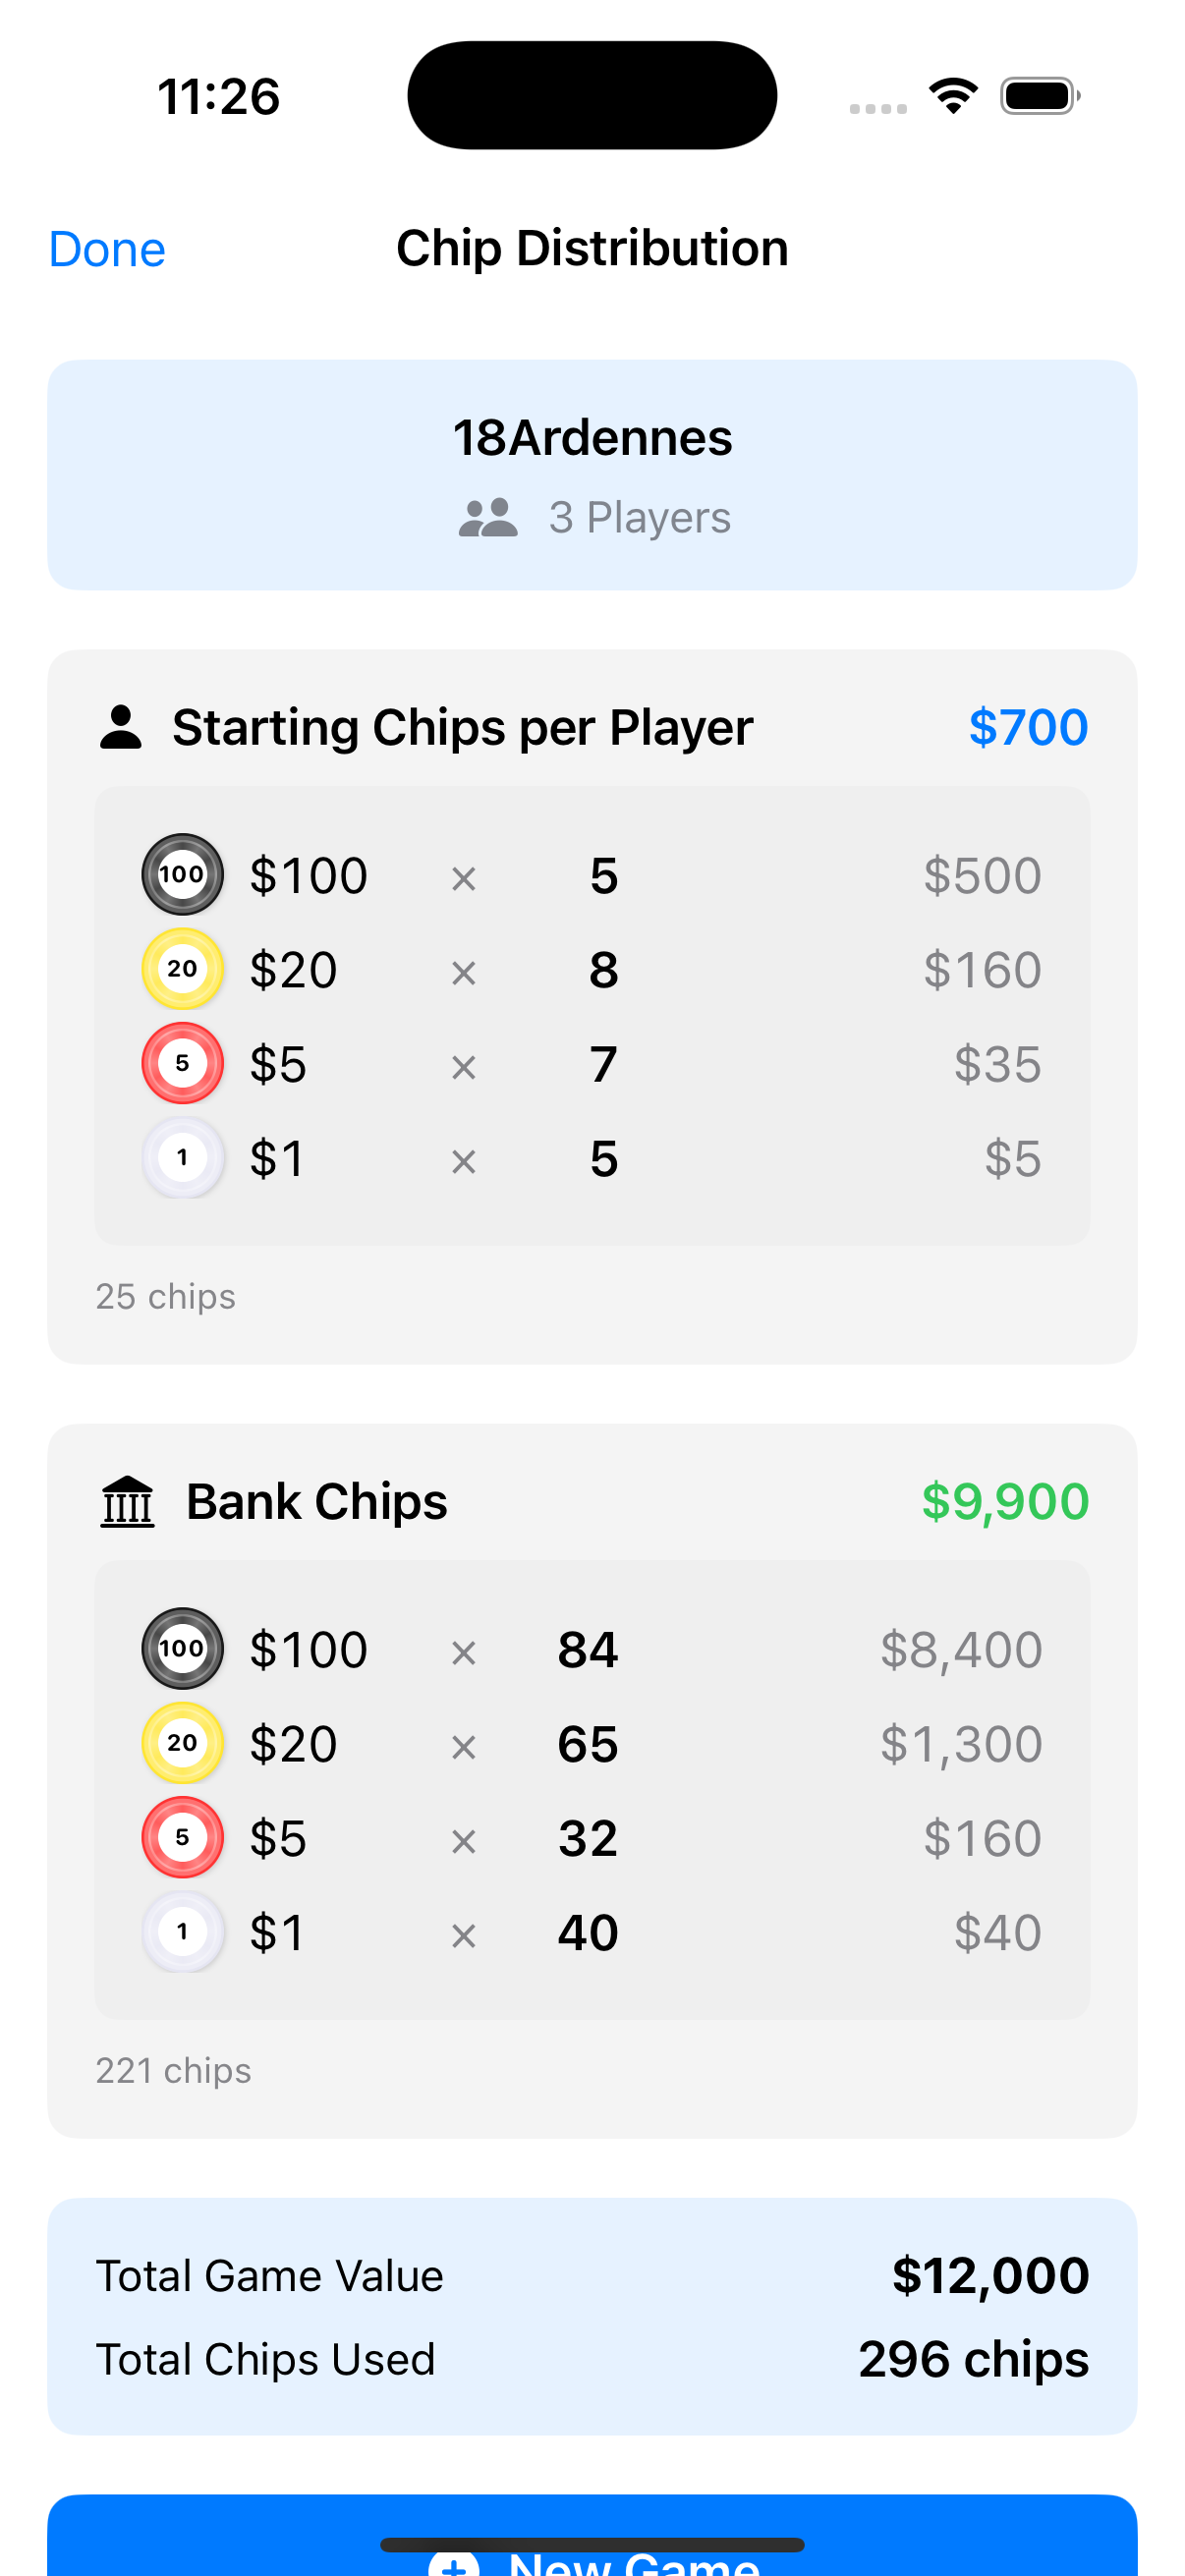 11:26
Done Chip Distribution
18Ardennes
3 Players
Starting Chips per Player $700
100 $100 × 5 $500
20 $20 × 8 $160
5 $5 × 7 $35
1 $1 × 5 $5
25 chips
Bank Chips $9,900
100 $100 × 84 $8,400
20 $20 × 65 $1,300
5 $5 × 32 $160
1 $1 × 40 $40
221 chips
Total Game Value $12,000
Total Chips Used 296 chips
New Game